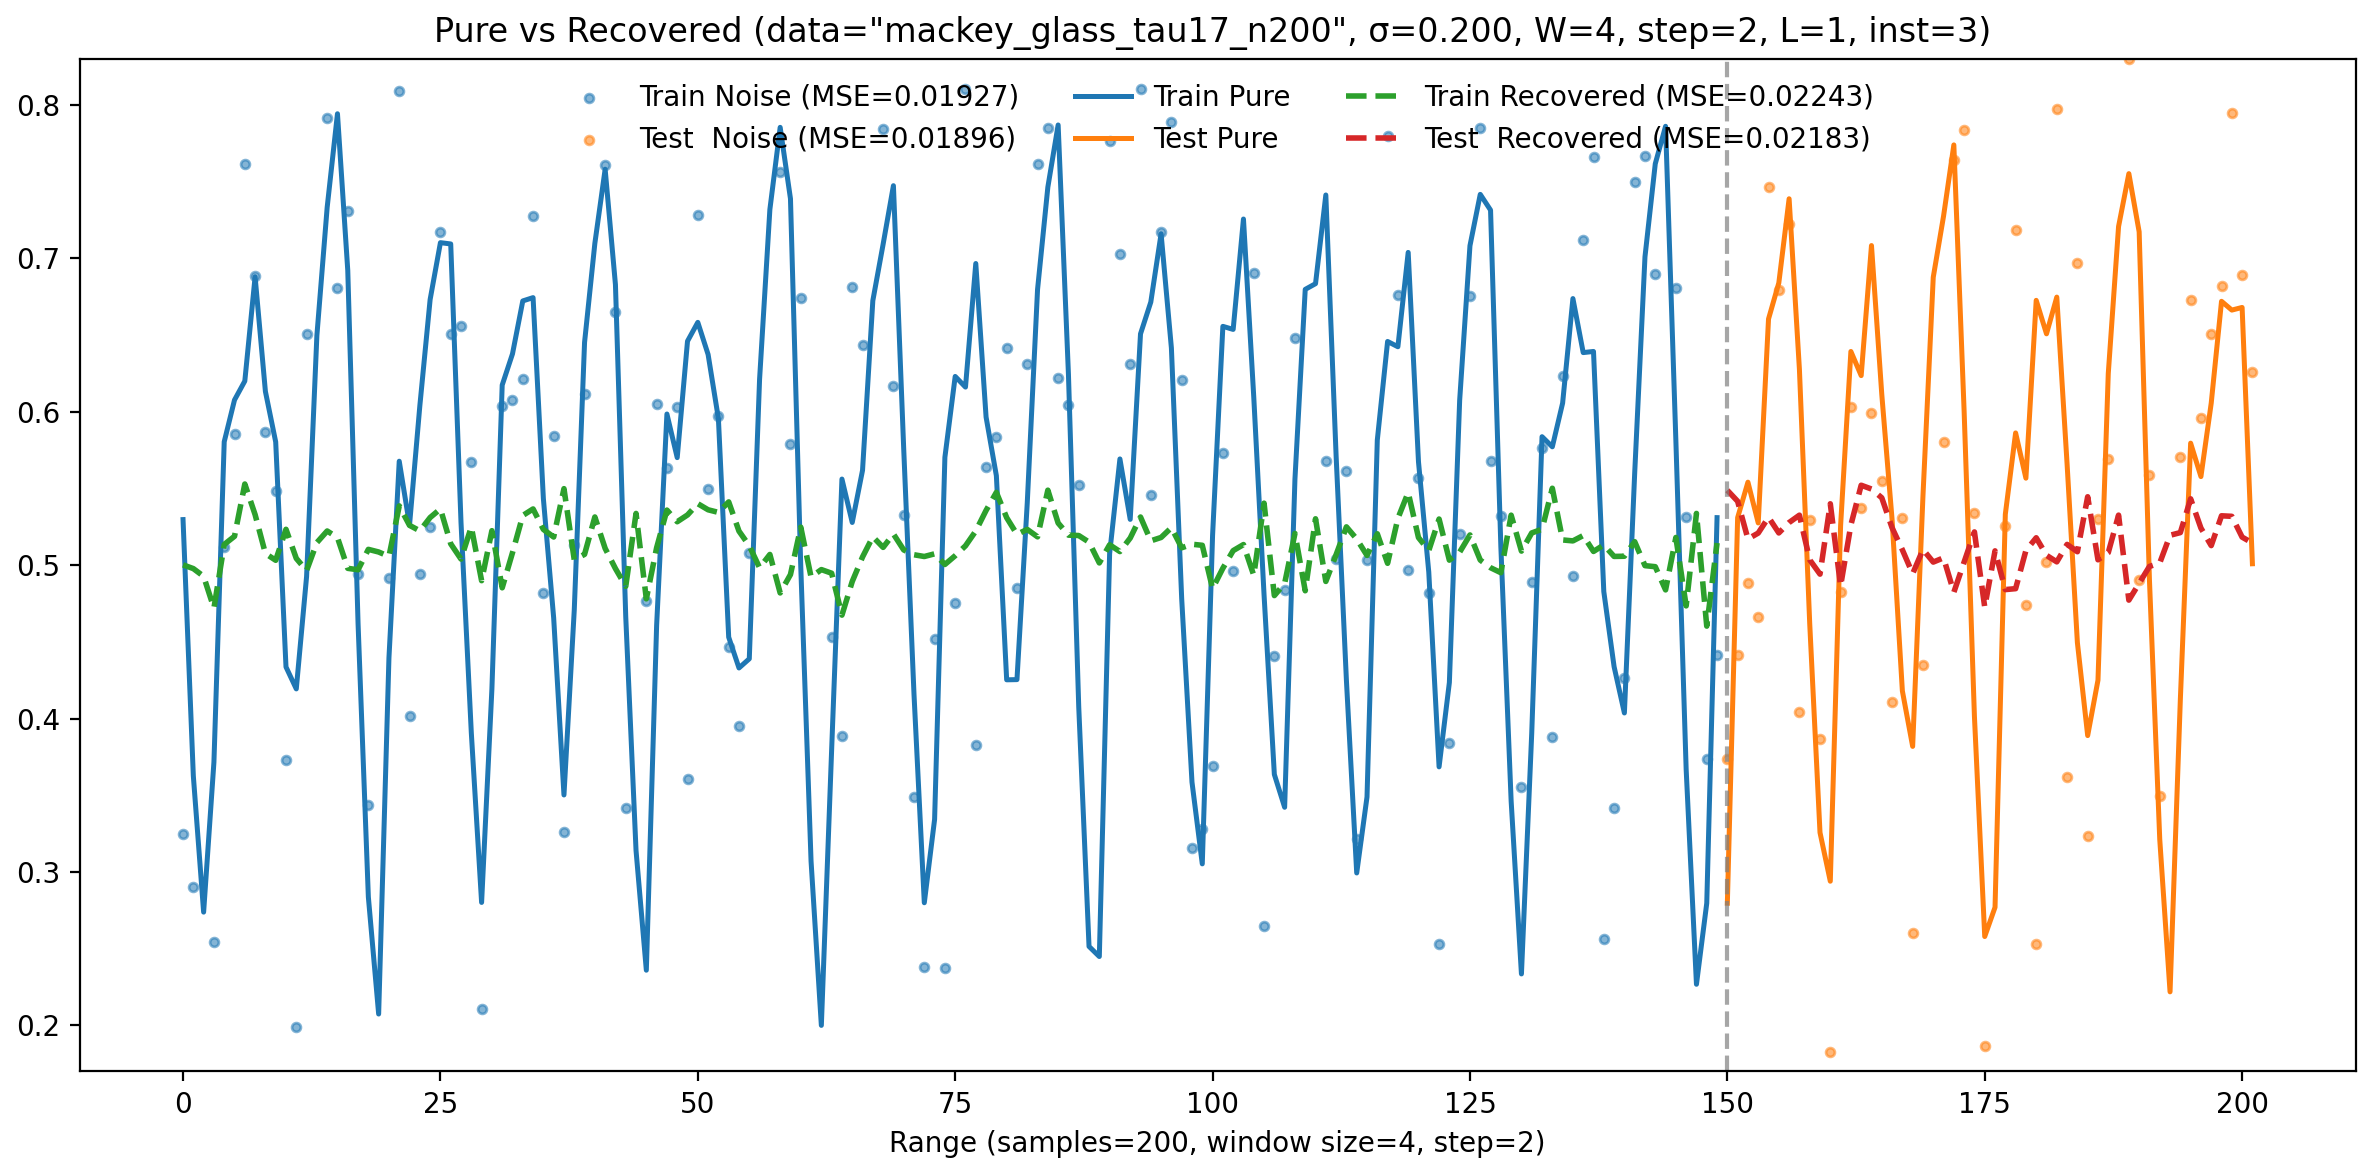 Pure vs Recovered (data="mackey_glass_tau17_n200", σ=0.200, W=4, step=2, L=1, inst=3)
Train Noise (MSE=0.01927)
Test  Noise (MSE=0.01896)
Train Pure
Test Pure
Train Recovered (MSE=0.02243)
Test  Recovered (MSE=0.02183)
0.8
0.7
0.6
0.5
0.4
0.3
0.2
0 25 50 75 100 125 150 175 200
Range (samples=200, window size=4, step=2)